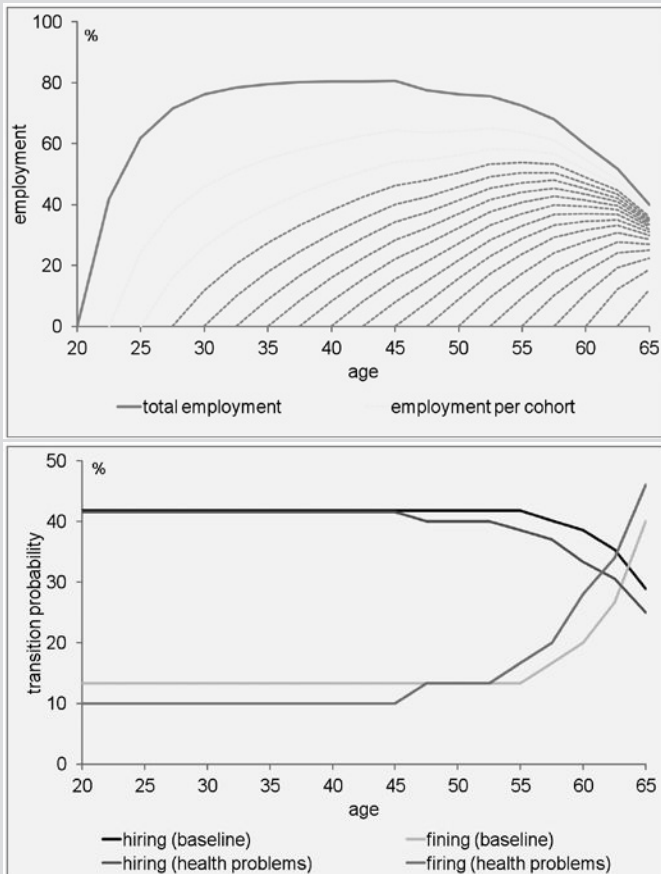 100
%
80
60
40
20
0
employment
20 25 30 35 40 45 50 55 60 65
age
total employment employment per cohort
50
%
40
30
20
10
0
transition probability
20 25 30 35 40 45 50 55 60 65
age
hiring (baseline) fining (baseline)
hiring (health problems) firing (health problems)